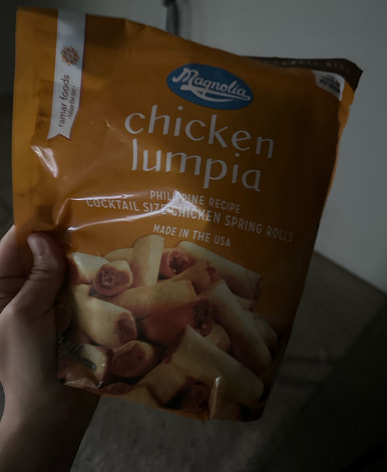 Magnolia
ramar foods
chicken
lumpia
PHILIPPINE RECIPE
COCKTAIL SIZE CHICKEN SPRING ROLLS
MADE IN THE USA